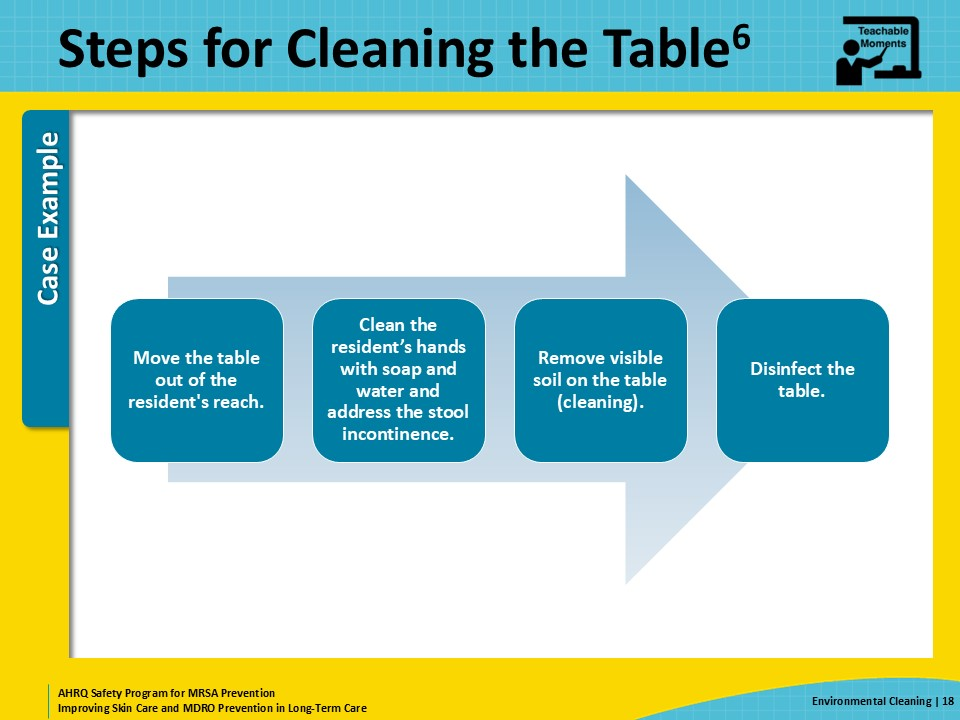 Steps for Cleaning the Table⁶
Teachable
Moments
Case Example
Move the table
out of the
resident's reach.
Clean the
resident’s hands
with soap and
water and
address the stool
incontinence.
Remove visible
soil on the table
(cleaning).
Disinfect the
table.
AHRQ Safety Program for MRSA Prevention
Improving Skin Care and MDRO Prevention in Long-Term Care
Environmental Cleaning | 18